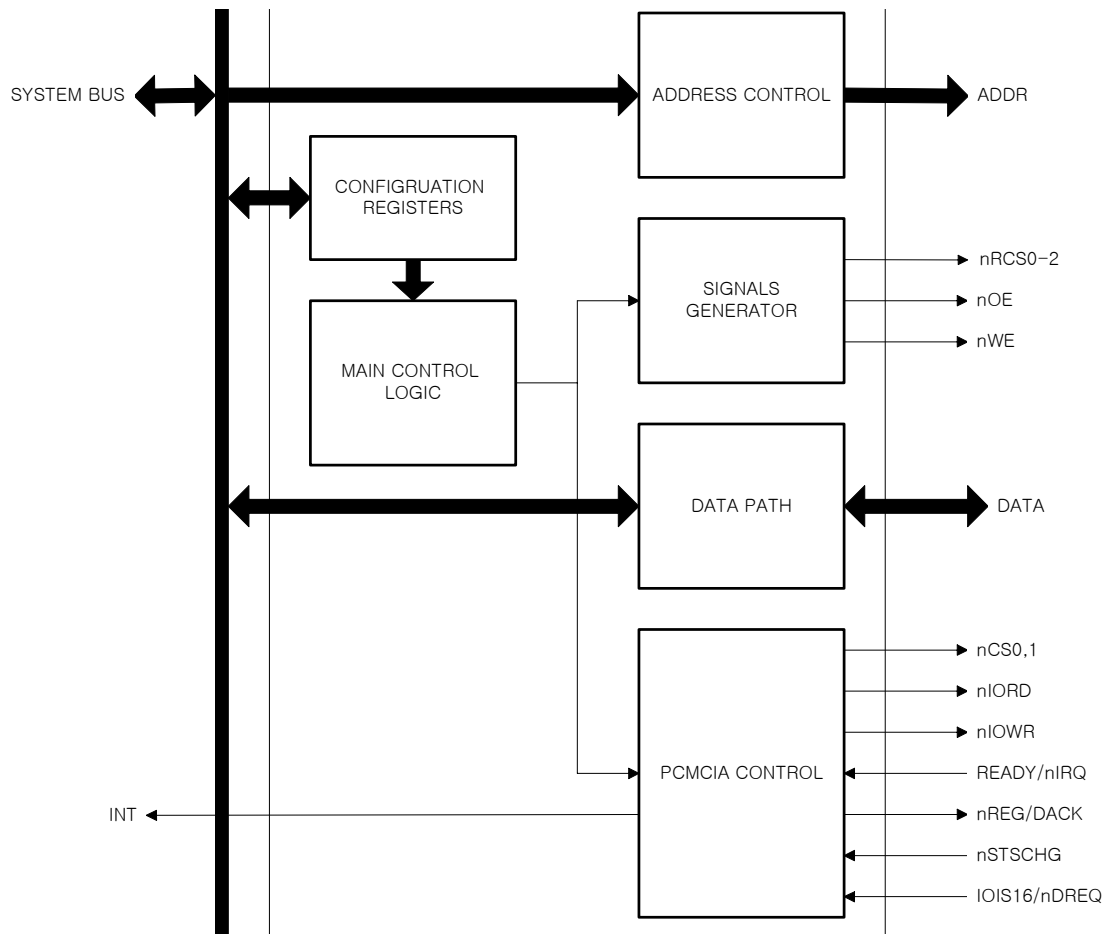 SYSTEM BUS
ADDRESS CONTROL
ADDR
CONFIGRUATION
REGISTERS
nRCS0-2
SIGNALS
GENERATOR
nOE
nWE
MAIN CONTROL
LOGIC
DATA PATH
DATA
nCS0,1
nIORD
nIOWR
PCMCIA CONTROL
READY/nIRQ
INT
nREG/DACK
nSTSCHG
IOIS16/nDREQ